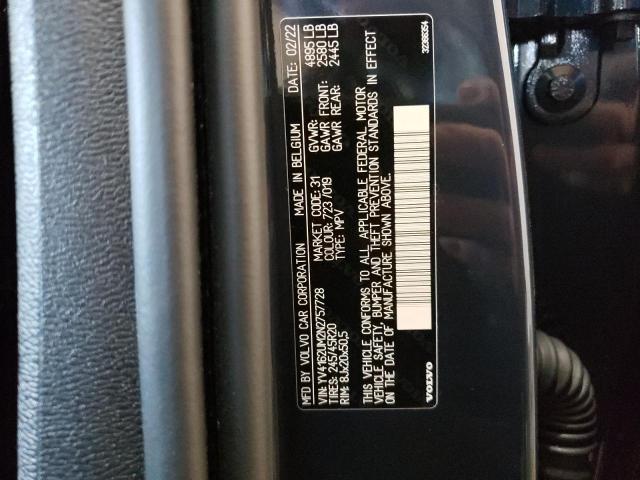 MFD BY VOLVO CAR CORPORATION MADE IN BELGIUM DATE: 02/22
VIN: YV4162UM2N2757728 MARKET CODE: 31 GVWR: 4895 LB
TIRES: 245/45R20 COLOUR: 723 /019 GAWR FRONT: 2580 LB
RIM: 8Jx20x50,5 TYPE: MPV GAWR REAR: 2445 LB
THIS VEHICLE CONFORMS TO ALL APPLICABLE FEDERAL MOTOR
VEHICLE SAFETY, BUMPER AND THEFT PREVENTION STANDARDS IN EFFECT
ON THE DATE OF MANUFACTURE SHOWN ABOVE.
VOLVO 32368354